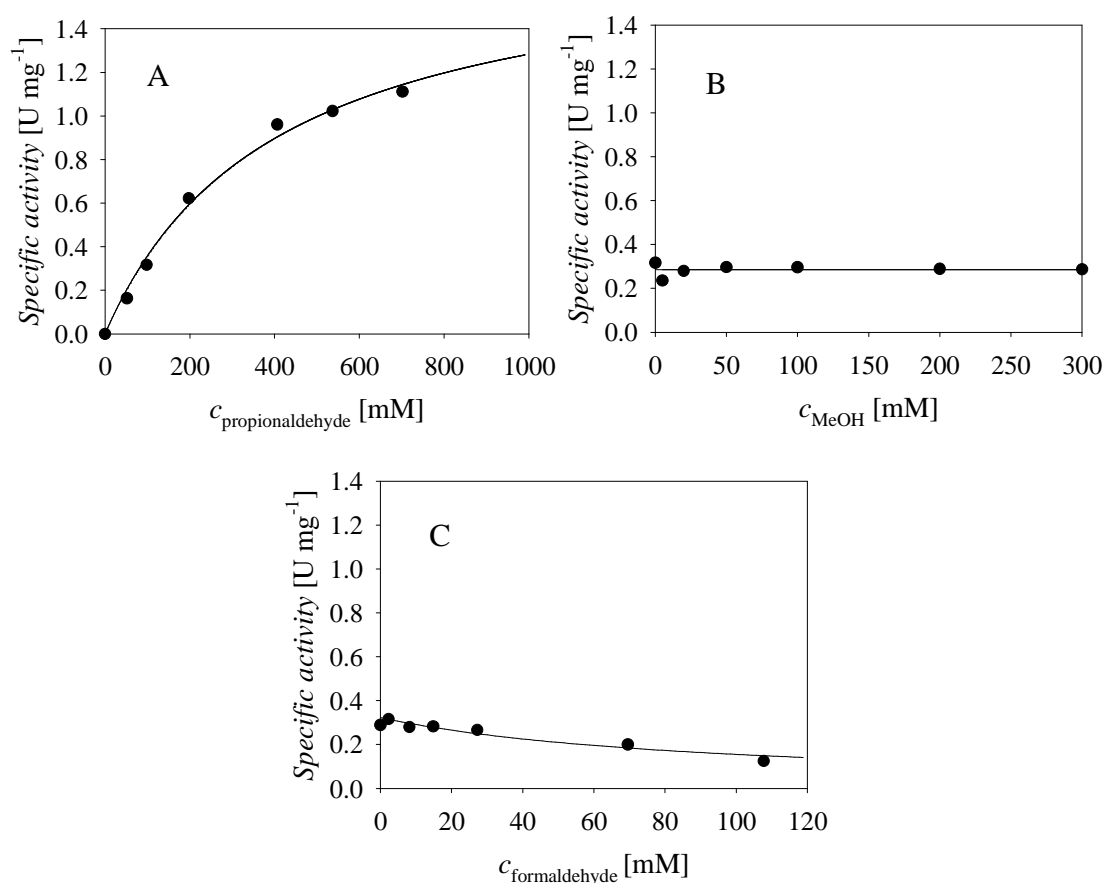 A
Specific activity [U mg⁻¹]
1.4
1.2
1.0
0.8
0.6
0.4
0.2
0.0
0 200 400 600 800 1000
c propionaldehyde [mM]
B
Specific activity [U mg⁻¹]
1.4
1.2
1.0
0.8
0.6
0.4
0.2
0.0
0 50 100 150 200 250 300
c MeOH [mM]
C
Specific activity [U mg⁻¹]
1.4
1.2
1.0
0.8
0.6
0.4
0.2
0.0
0 20 40 60 80 100 120
c formaldehyde [mM]